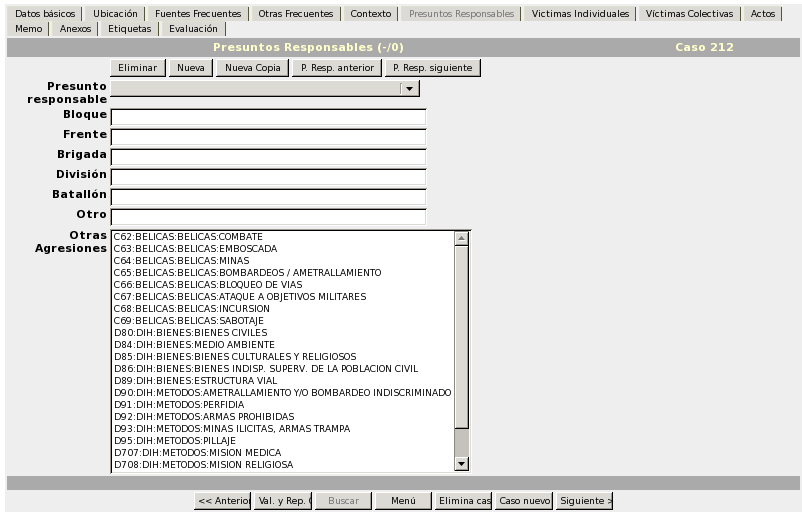 Datos básicos Ubicación Fuentes Frecuentes Otras Frecuentes Contexto Presuntos Responsables Victimas Individuales Víctimas Colectivas Actos
Memo Anexos Etiquetas Evaluación
Presuntos Responsables (-/0) Caso 212
Eliminar Nueva Nueva Copia P. Resp. anterior P. Resp. siguiente
Presunto
responsable
Bloque
Frente
Brigada
División
Batallón
Otro
Otras
Agresiones
C62:BELICAS:BELICAS:COMBATE
C63:BELICAS:BELICAS:EMBOSCADA
C64:BELICAS:BELICAS:MINAS
C65:BELICAS:BELICAS:BOMBARDEOS / AMETRALLAMIENTO
C66:BELICAS:BELICAS:BLOQUEO DE VIAS
C67:BELICAS:BELICAS:ATAQUE A OBJETIVOS MILITARES
C68:BELICAS:BELICAS:INCURSION
C69:BELICAS:BELICAS:SABOTAJE
D80:DIH:BIENES:BIENES CIVILES
D84:DIH:BIENES:MEDIO AMBIENTE
D85:DIH:BIENES:BIENES CULTURALES Y RELIGIOSOS
D86:DIH:BIENES:BIENES INDISP. SUPERV. DE LA POBLACION CIVIL
D89:DIH:BIENES:ESTRUCTURA VIAL
D90:DIH:METODOS:AMETRALLAMIENTO Y/O BOMBARDEO INDISCRIMINADO
D91:DIH:METODOS:PERFIDIA
D92:DIH:METODOS:ARMAS PROHIBIDAS
D93:DIH:METODOS:MINAS ILICITAS, ARMAS TRAMPA
D95:DIH:METODOS:PILLAJE
D707:DIH:METODOS:MISION MEDICA
D708:DIH:METODOS:MISION RELIGIOSA
<< Anterior Val. y Rep. Buscar Menú Elimina cas Caso nuevo Siguiente >